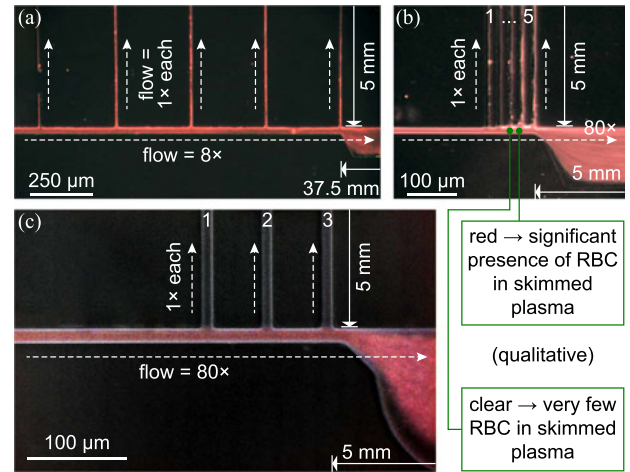 (a)
flow =
1× each
5 mm
flow = 8×
250 µm
37.5 mm
(b)
1 ... 5
1× each
5 mm
80×
100 µm
5 mm
(c)
1
2
3
1× each
5 mm
flow = 80×
100 µm
5 mm
red → significant
presence of RBC
in skimmed
plasma
(qualitative)
clear → very few
RBC in skimmed
plasma